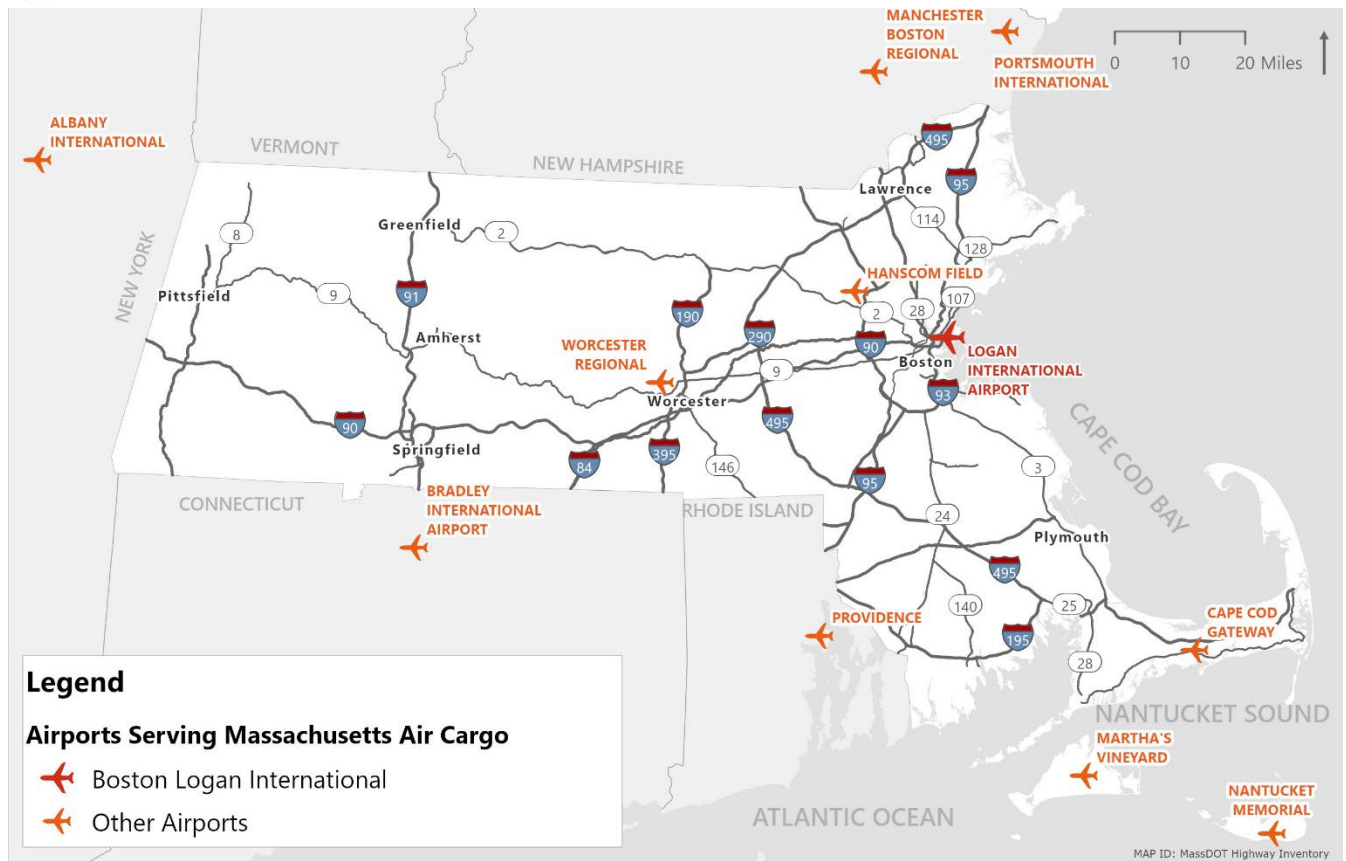 MANCHESTER
BOSTON
REGIONAL
PORTSMOUTH
INTERNATIONAL
0 10 20 Miles
ALBANY
INTERNATIONAL
VERMONT
NEW HAMPSHIRE
495
95
Lawrence
114
128
Greenfield
2
8
NEW YORK
Pittsfield
9
91
Amherst
HANSCOM FIELD
2
28
107
190
290
90
WORCESTER
REGIONAL
9
Boston
LOGAN
INTERNATIONAL
AIRPORT
93
Worcester
495
90
Springfield
84
395
146
95
3
CAPE COD BAY
CONNECTICUT
BRADLEY
INTERNATIONAL
AIRPORT
RHODE ISLAND
24
Plymouth
495
140
25
195
PROVIDENCE
28
CAPE COD
GATEWAY
NANTUCKET SOUND
MARTHA'S
VINEYARD
NANTUCKET
MEMORIAL
ATLANTIC OCEAN
Legend
Airports Serving Massachusetts Air Cargo
Boston Logan International
Other Airports
MAP ID: MassDOT Highway Inventory